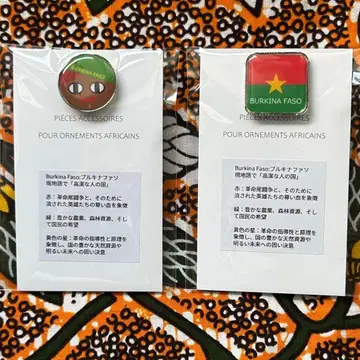 BURKINA FASO
PIÈCES ACCESSOIRES
POUR ORNEMENTS AFRICAINS
Burkina Faso:ブルキナファソ
現地語で「高潔な人の国」
赤：革命尾闘争と、そのために
流された英雄たちの尊い血を象徴
緑：豊かな農業、森林資源、そし
て国民の希望
黄色の星：革命の指導性と原理を
象徴し、国の豊かな天然資源や
明るい未来への固い決意
BURKINA FASO
PIÈCES ACCESSOIRES
POUR ORNEMENTS AFRICAINS
Burkina Faso:ブルキナファソ
現地語で「高潔な人の国」
赤：革命尾闘争と、そのために
流された英雄たちの尊い血を象徴
緑：豊かな農業、森林資源、そし
て国民の希望
黄色の星：革命の指導性と原理を
象徴し、国の豊かな天然資源や
明るい未来への固い決意